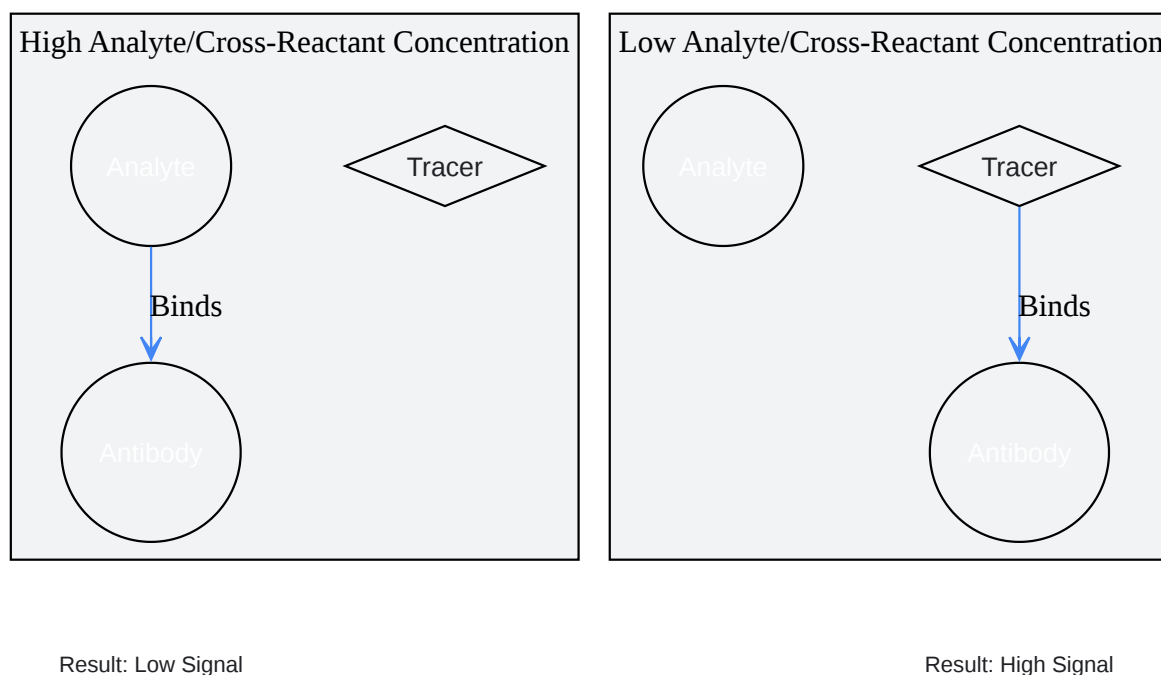 High Analyte/Cross-Reactant Concentration
Analyte
Tracer
Binds
Antibody
Result: Low Signal
Low Analyte/Cross-Reactant Concentration
Analyte
Tracer
Binds
Antibody
Result: High Signal